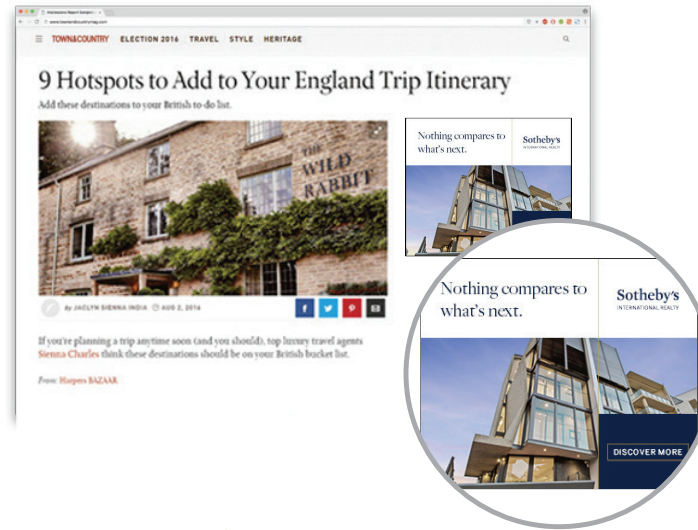 www.townandcountrymag.com
TOWN&COUNTRY ELECTION 2016 TRAVEL STYLE HERITAGE
9 Hotspots to Add to Your England Trip Itinerary
Add these destinations to your British to-do list.
THE
WILD
RABBIT
by JACLYN SIENNA INDIA AUG 2, 2016
If you're planning a trip anytime soon (and you should), top luxury travel agents
Sienna Charles think these destinations should be on your British bucket list.
From: Harpers BAZAAR
Nothing compares to
what's next.
Sotheby's
INTERNATIONAL REALTY
Nothing compares to
what's next.
Sotheby's
INTERNATIONAL REALTY
DISCOVER MORE